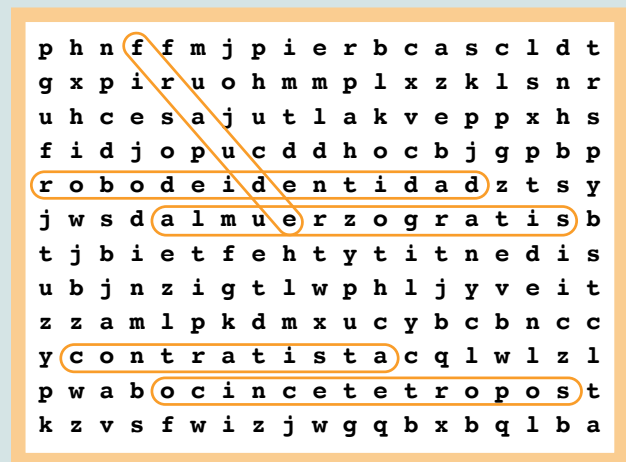 p h n f f m j p i e r b c a s c l d t
g x p i r u o h m m p l x z k l s n r
u h c e s a j u t l a k v e p p x h s
f i d j o p u c d d h o c b j g p b p
r o b o d e i d e n t i d a d z t s y
j w s d a l m u e r z o g r a t i s b
t j b i e t f e h t y t i t n e d i s
u b j n z i g t l w p h l j y v e i t
z z a m l p k d m x u c y b c b n c c
y c o n t r a t i s t a c q l w l z l
p w a b o c i n c e t e t r o p o s t
k z v s f w i z j w g q b x b q l b a